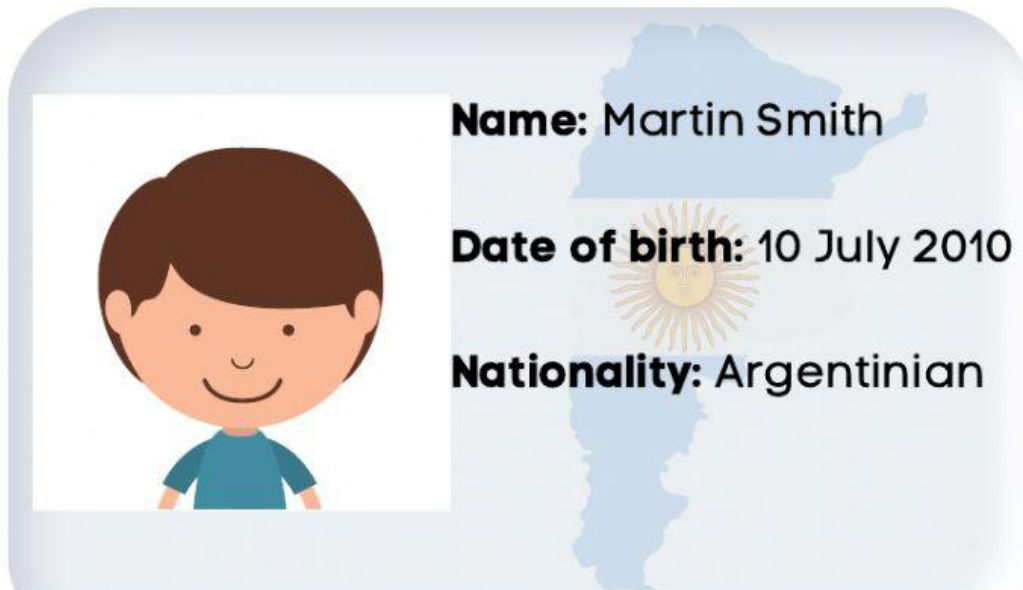 Name: Martin Smith
Date of birth: 10 July 2010
Nationality: Argentinian